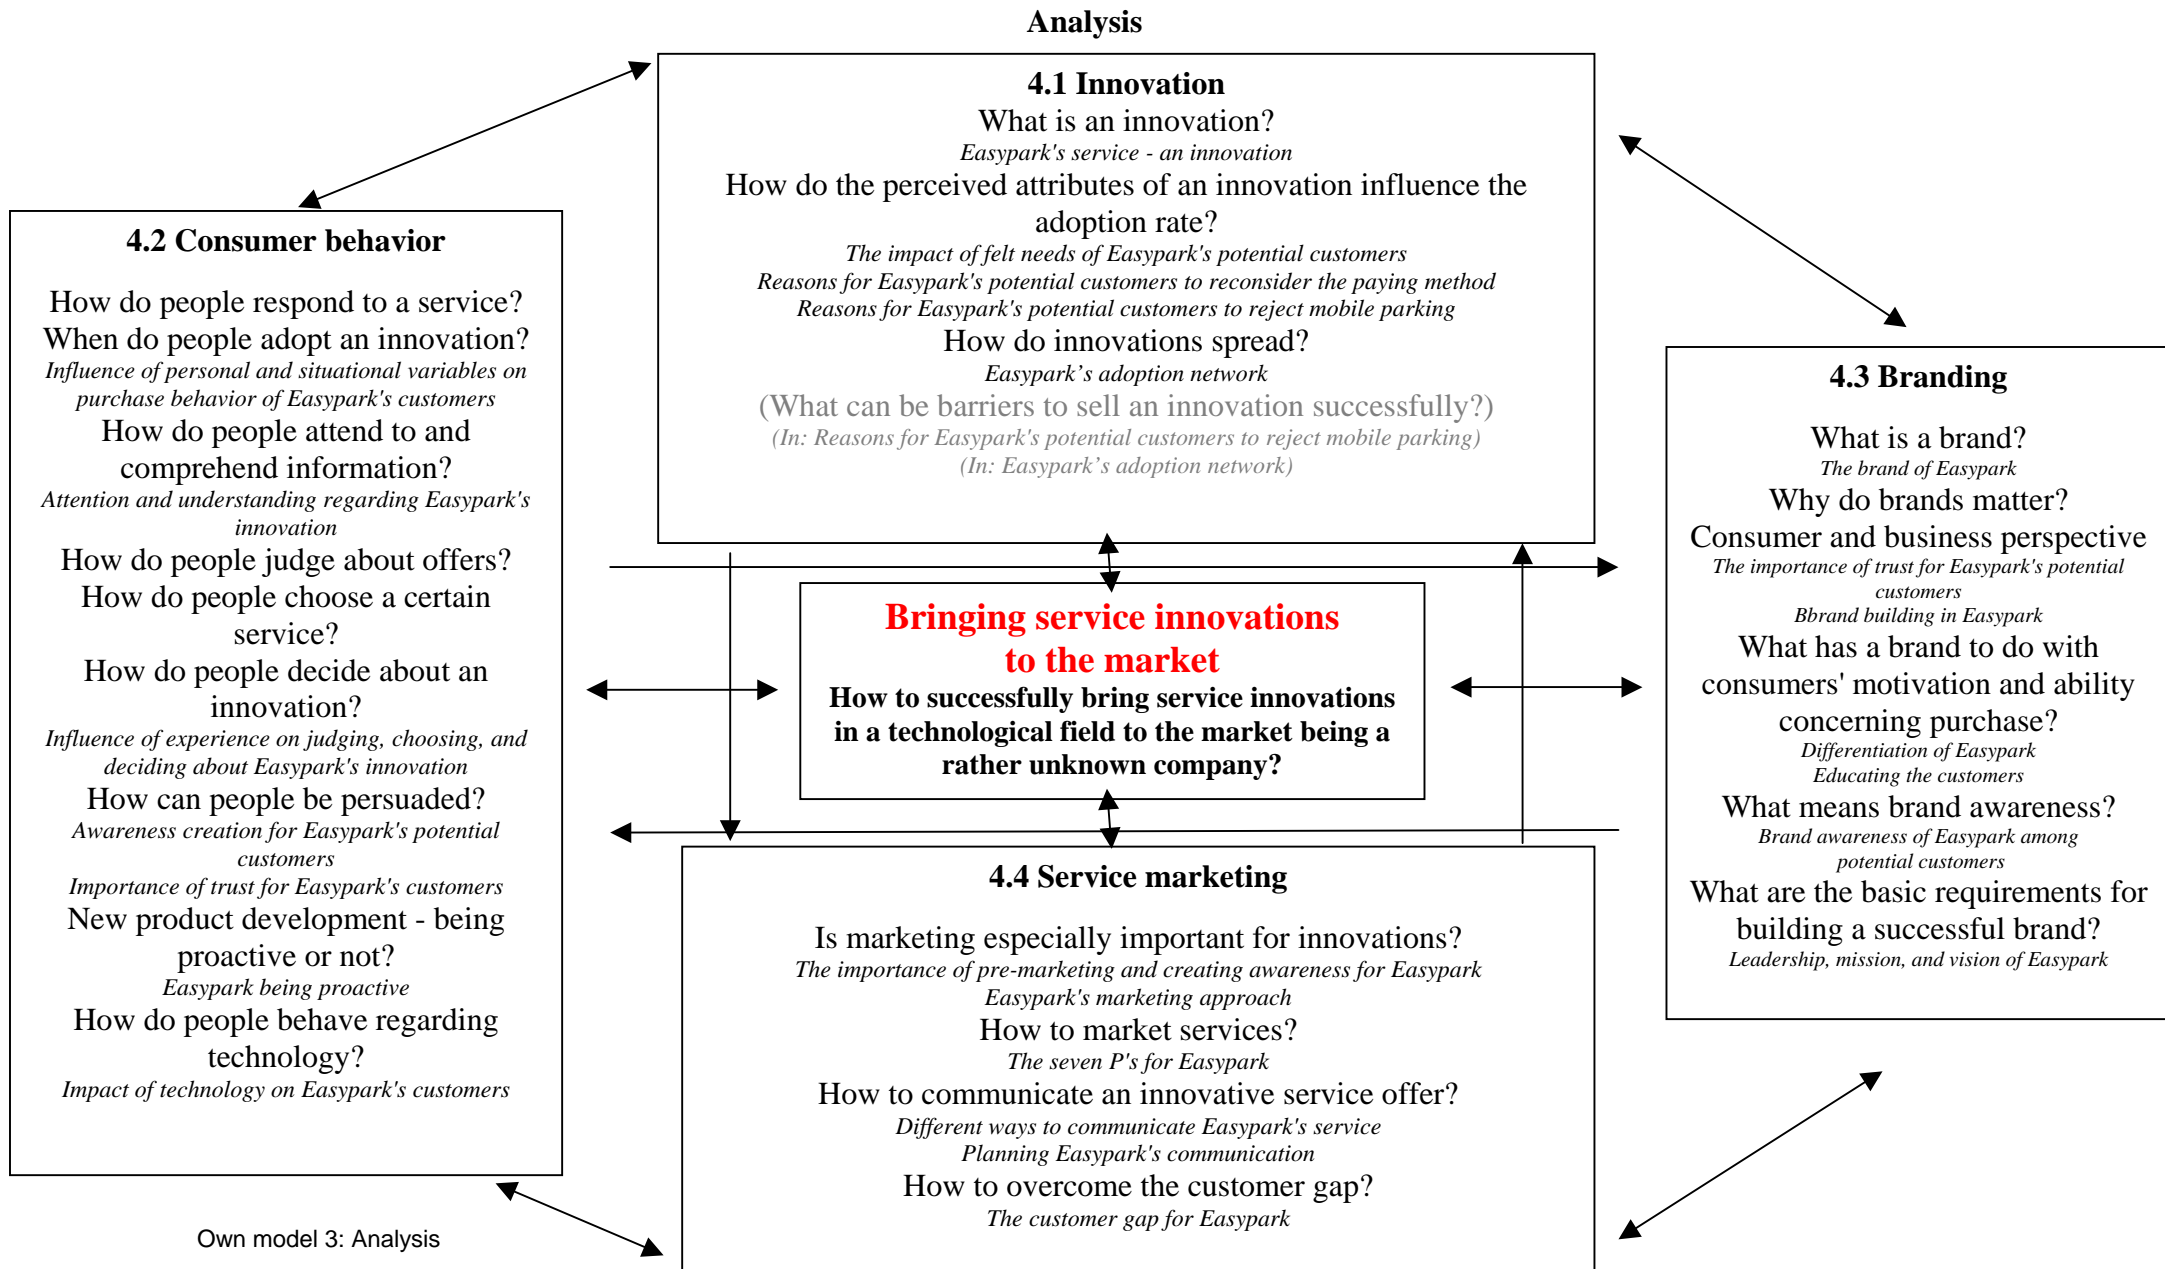 Analysis
4.1 Innovation
What is an innovation?
Easypark's service - an innovation
How do the perceived attributes of an innovation influence the
adoption rate?
The impact of felt needs of Easypark's potential customers
Reasons for Easypark's potential customers to reconsider the paying method
Reasons for Easypark's potential customers to reject mobile parking
How do innovations spread?
Easypark’s adoption network
(What can be barriers to sell an innovation successfully?)
(In: Reasons for Easypark's potential customers to reject mobile parking)
(In: Easypark’s adoption network)
4.2 Consumer behavior
How do people respond to a service?
When do people adopt an innovation?
Influence of personal and situational variables on
purchase behavior of Easypark's customers
How do people attend to and
comprehend information?
Attention and understanding regarding Easypark's
innovation
How do people judge about offers?
How do people choose a certain
service?
How do people decide about an
innovation?
Influence of experience on judging, choosing, and
deciding about Easypark's innovation
How can people be persuaded?
Awareness creation for Easypark's potential
customers
Importance of trust for Easypark's customers
New product development - being
proactive or not?
Easypark being proactive
How do people behave regarding
technology?
Impact of technology on Easypark's customers
Bringing service innovations
to the market
How to successfully bring service innovations
in a technological field to the market being a
rather unknown company?
4.3 Branding
What is a brand?
The brand of Easypark
Why do brands matter?
Consumer and business perspective
The importance of trust for Easypark's potential
customers
Bbrand building in Easypark
What has a brand to do with
consumers' motivation and ability
concerning purchase?
Differentiation of Easypark
Educating the customers
What means brand awareness?
Brand awareness of Easypark among
potential customers
What are the basic requirements for
building a successful brand?
Leadership, mission, and vision of Easypark
4.4 Service marketing
Is marketing especially important for innovations?
The importance of pre-marketing and creating awareness for Easypark
Easypark's marketing approach
How to market services?
The seven P's for Easypark
How to communicate an innovative service offer?
Different ways to communicate Easypark's service
Planning Easypark's communication
How to overcome the customer gap?
The customer gap for Easypark
Own model 3: Analysis